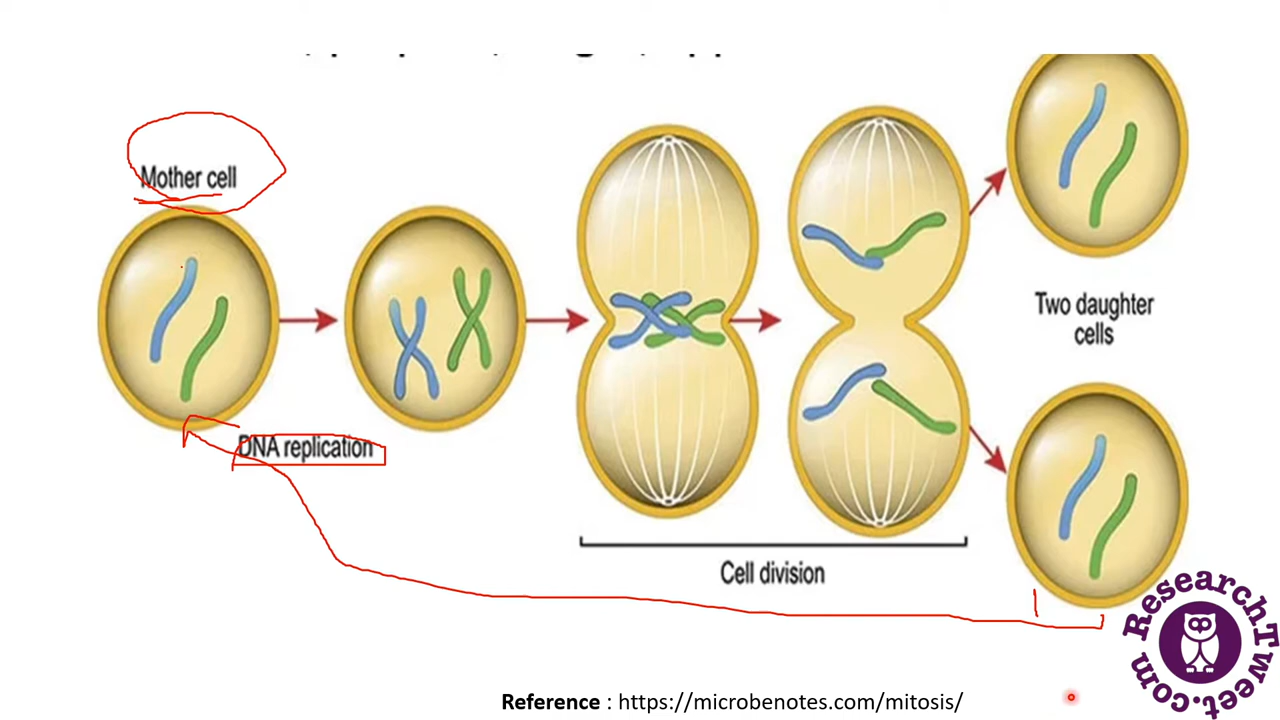 Mother cell
DNA replication
Cell division
Two daughter
cells
Reference : https://microbenotes.com/mitosis/
ResearchTweet.com